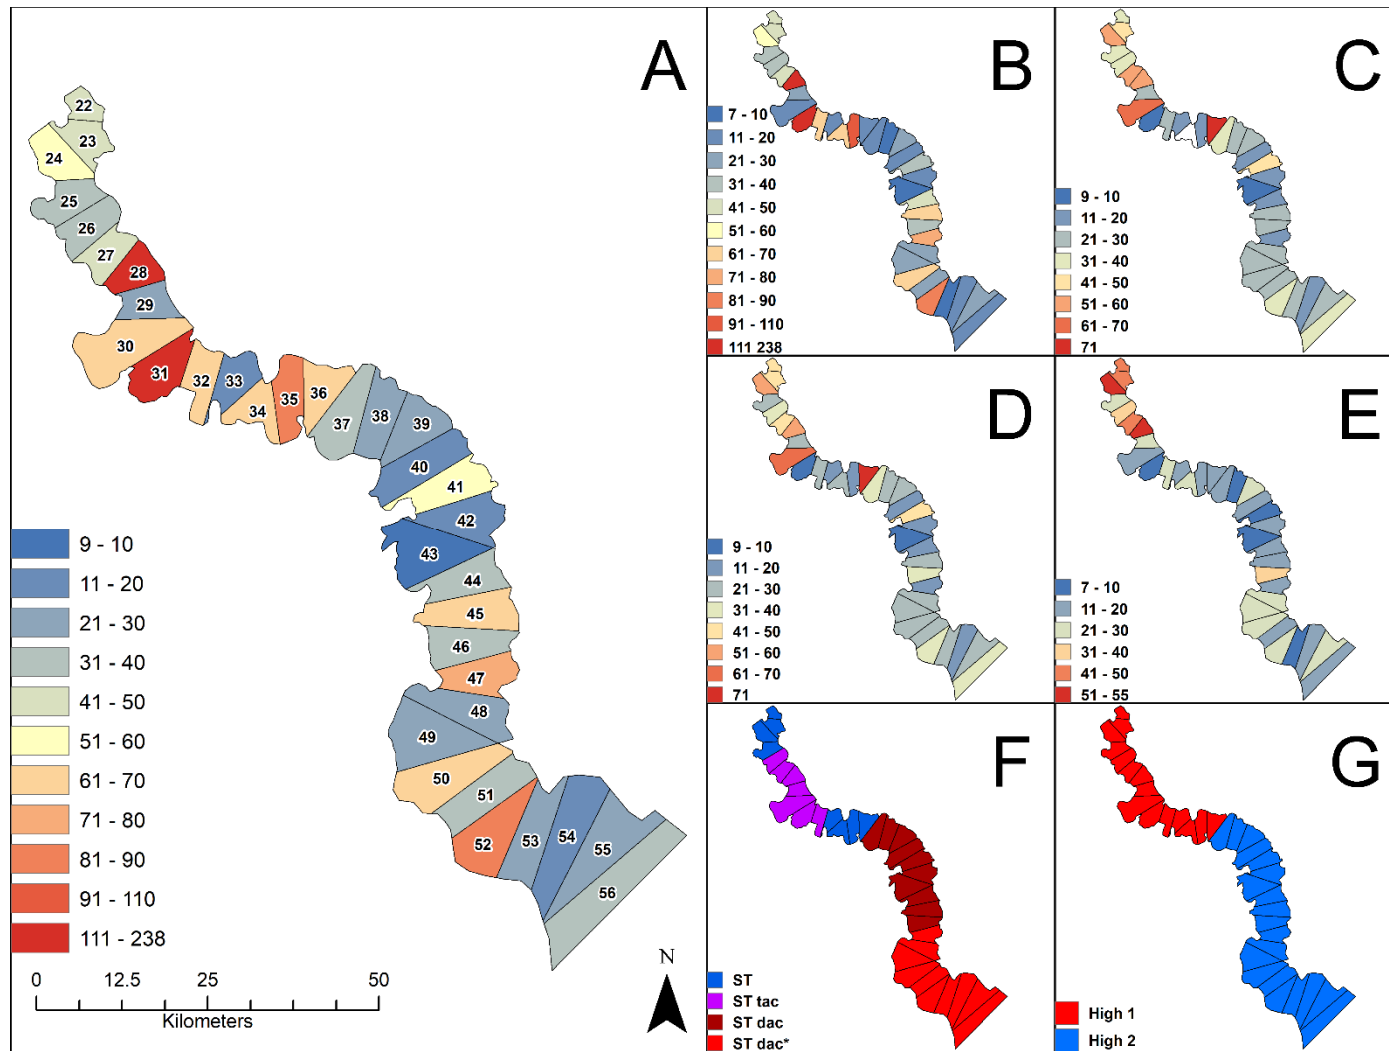 A
22
23
24
25
26
27
28
29
30
31
32
33
34
35
36
37
38
39
40
41
42
43
44
45
46
47
48
49
50
51
52
53
54
55
56
9 - 10
11 - 20
21 - 30
31 - 40
41 - 50
51 - 60
61 - 70
71 - 80
81 - 90
91 - 110
111 - 238
0 12.5 25 50
Kilometers
N
B
7 - 10
11 - 20
21 - 30
31 - 40
41 - 50
51 - 60
61 - 70
71 - 80
81 - 90
91 - 110
111 238
C
9 - 10
11 - 20
21 - 30
31 - 40
41 - 50
51 - 60
61 - 70
71
D
9 - 10
11 - 20
21 - 30
31 - 40
41 - 50
51 - 60
61 - 70
71
E
7 - 10
11 - 20
21 - 30
31 - 40
41 - 50
51 - 55
F
ST
ST tac
ST dac
ST dac*
G
High 1
High 2